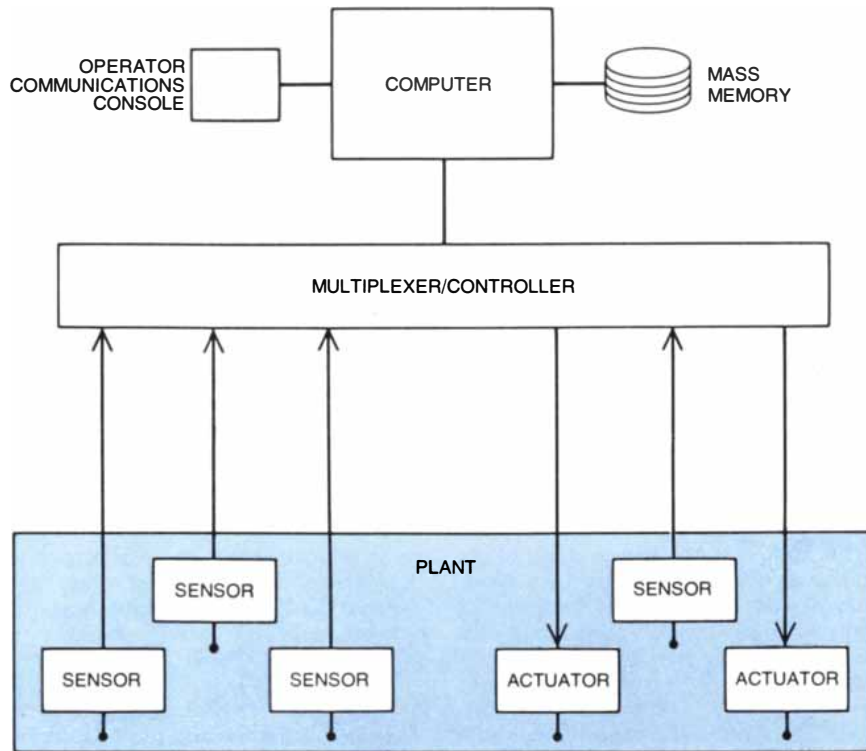 OPERATOR
COMMUNICATIONS
CONSOLE
COMPUTER
MASS
MEMORY
MULTIPLEXER/CONTROLLER
PLANT
SENSOR
SENSOR
SENSOR
SENSOR
ACTUATOR
ACTUATOR